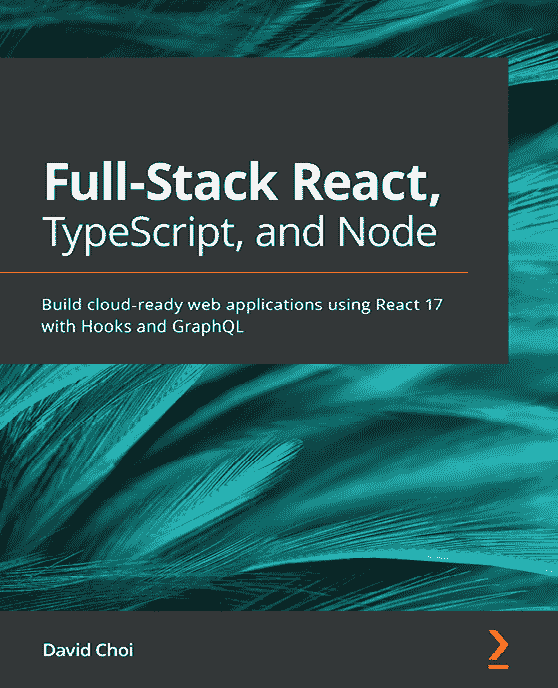 Full-Stack React,
TypeScript, and Node
Build cloud-ready web applications using React 17
with Hooks and GraphQL
David Choi